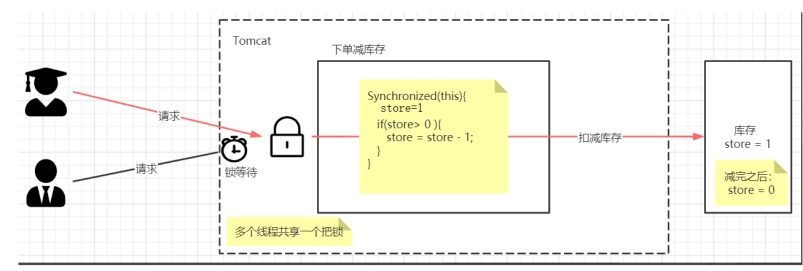 Tomcat
下单减库存
Synchronized(this){
store=1
if(store> 0 ){
store = store - 1;
}
}
请求
请求
锁等待
扣减库存
库存
store = 1
减完之后：
store = 0
多个线程共享一个把锁